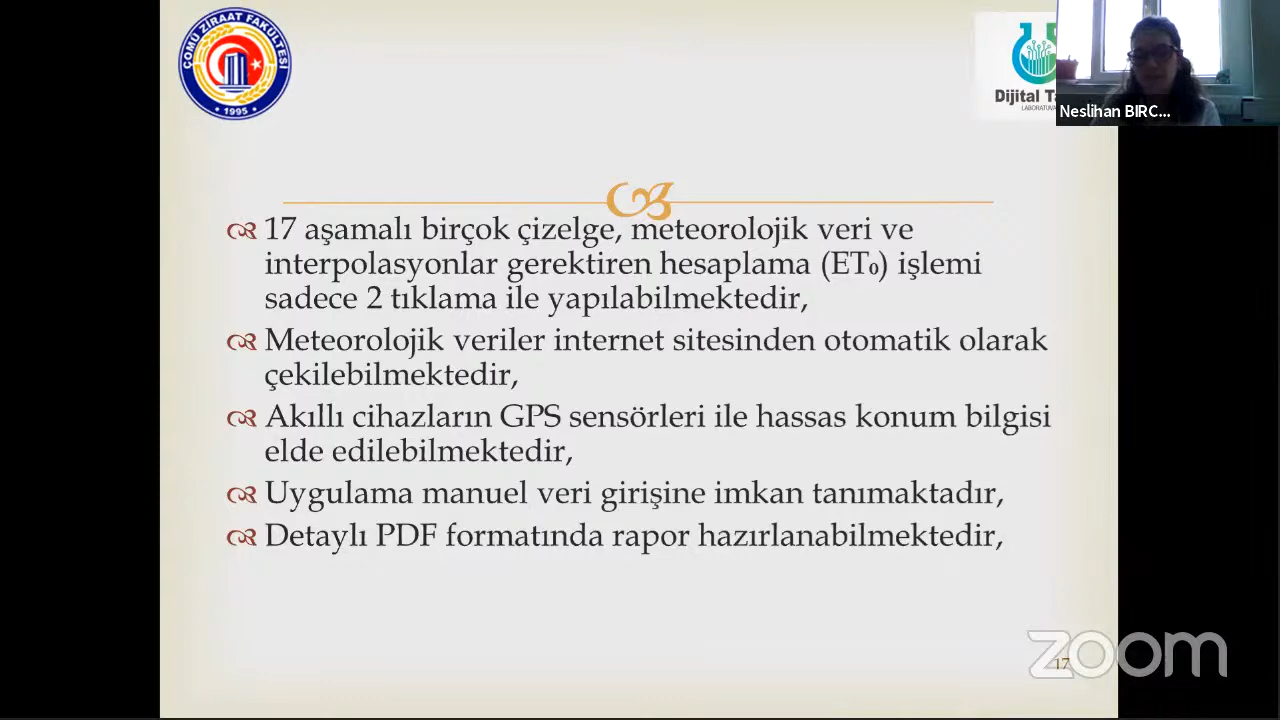 ÇOMÜ ZİRAAT FAKÜLTESİ
• 1995 •
Dijital
Neslihan BIRC...
17 aşamalı birçok çizelge, meteorolojik veri ve
interpolasyonlar gerektiren hesaplama (ET₀) işlemi
sadece 2 tıklama ile yapılabilmektedir,
Meteorolojik veriler internet sitesinden otomatik olarak
çekilebilmektedir,
Akıllı cihazların GPS sensörleri ile hassas konum bilgisi
elde edilebilmektedir,
Uygulama manuel veri girişine imkan tanımaktadır,
Detaylı PDF formatında rapor hazırlanabilmektedir,
17
zoom